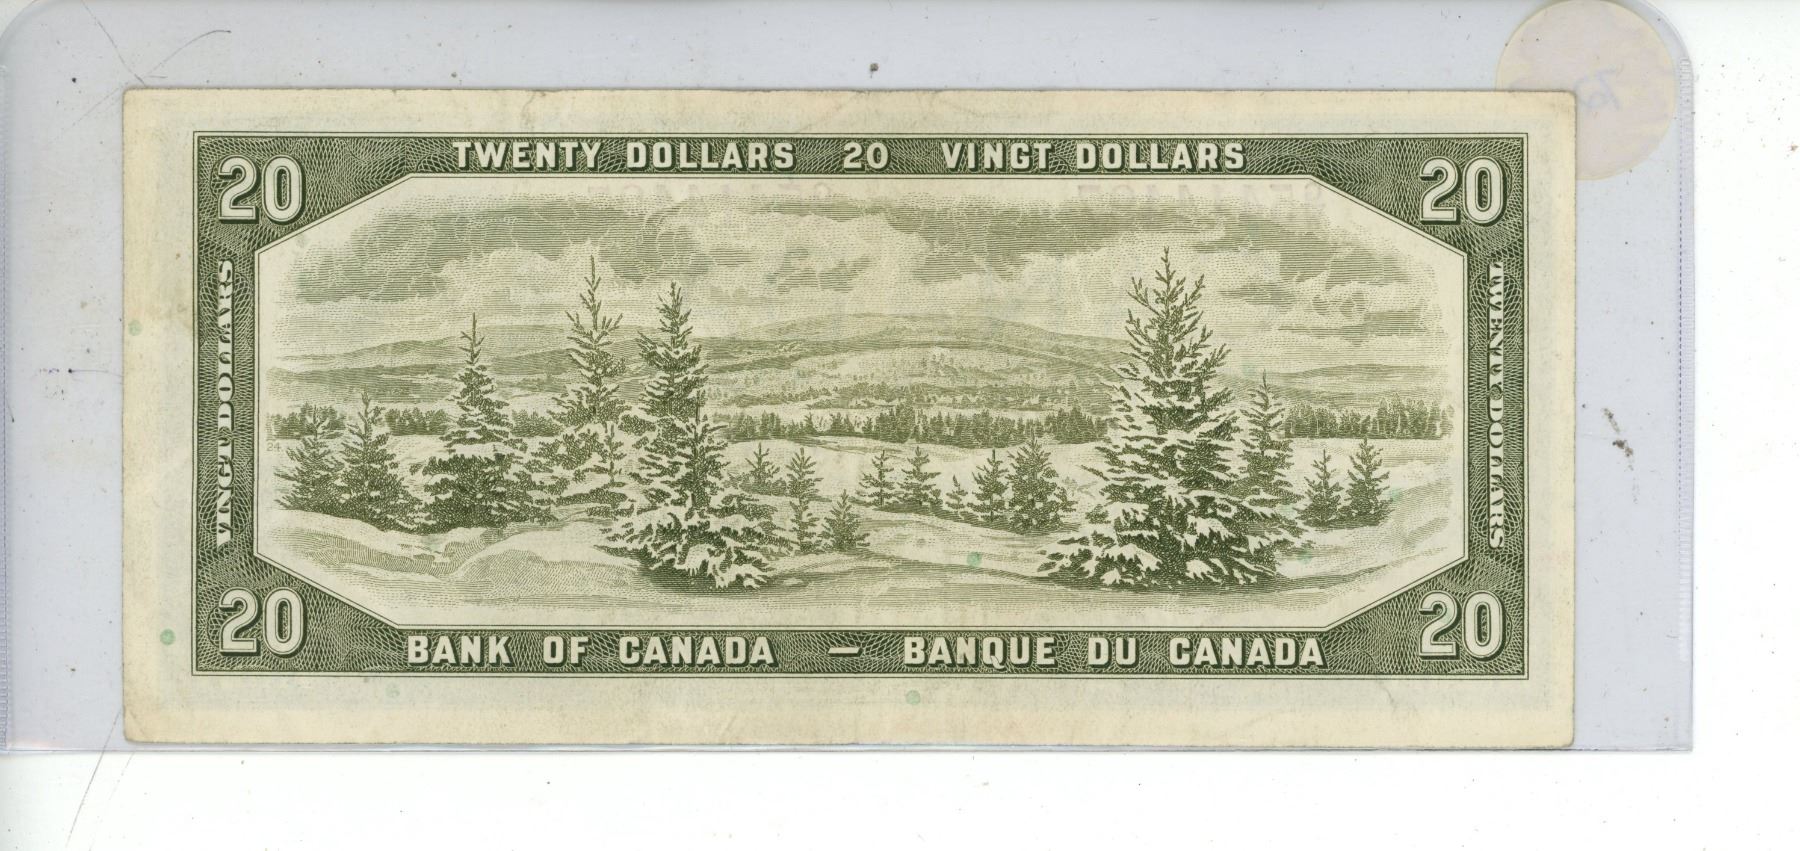 TWENTY DOLLARS 20 VINGT DOLLARS
20
20
VINGT DOLLARS
TWENTY DOLLARS
24
20
20
BANK OF CANADA — BANQUE DU CANADA